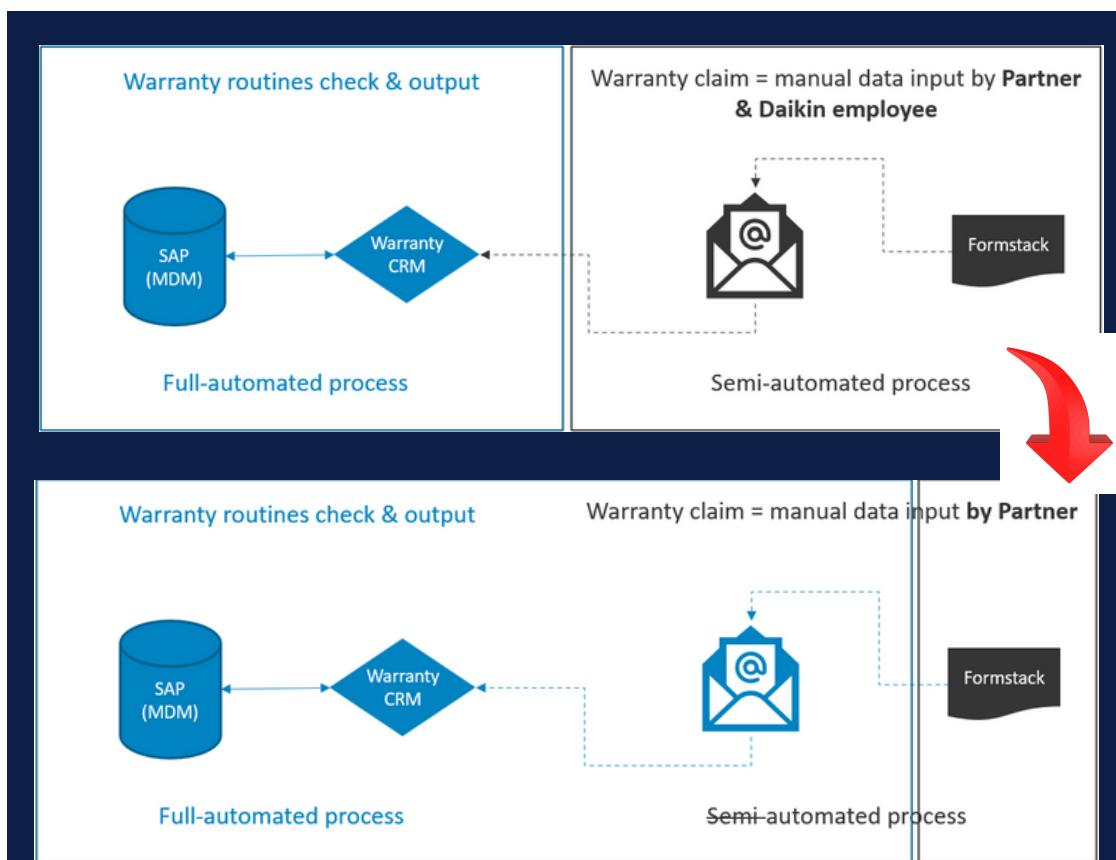 Warranty routines check & output
Warranty claim = manual data input by Partner
& Daikin employee
SAP
(MDM)
Warranty
CRM
@
Formstack
Full-automated process
Semi-automated process
Warranty routines check & output
Warranty claim = manual data input by Partner
SAP
(MDM)
Warranty
CRM
@
Formstack
Full-automated process
Semi-automated process